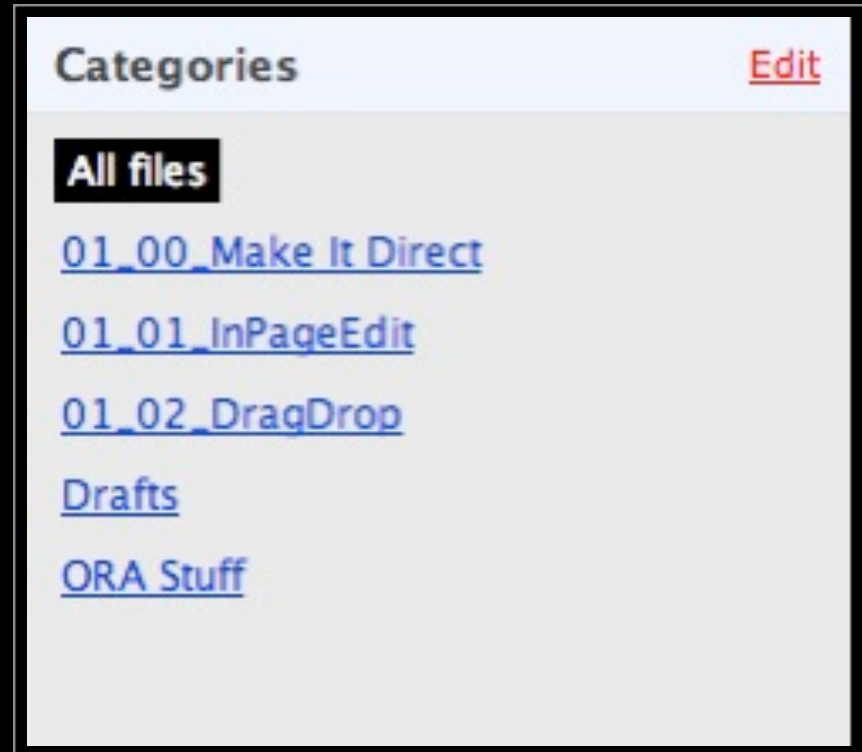 Categories Edit
All files
01_00_Make It Direct
01_01_InPageEdit
01_02_DragDrop
Drafts
ORA Stuff